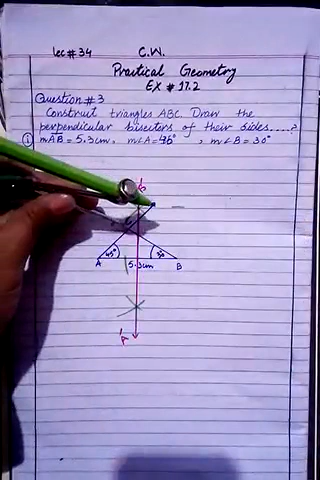 Lec # 34 C.W.
Practical Geometry
EX # 17.2
Question # 3
Construct triangles ABC. Draw the
perpendicular bisectors of their sides.....?
i) mAB = 5.3cm, m∠A = 45°, m∠B = 30°
B'
C
45° 30°
A 5.3cm B
A'